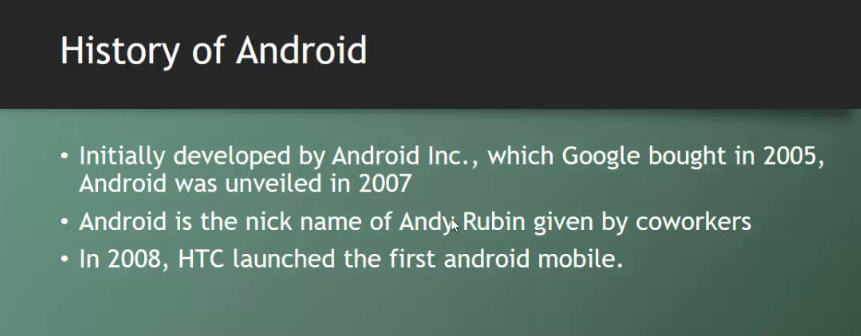 History of Android
• Initially developed by Android Inc., which Google bought in 2005,
Android was unveiled in 2007
• Android is the nick name of Andy Rubin given by coworkers
• In 2008, HTC launched the first android mobile.